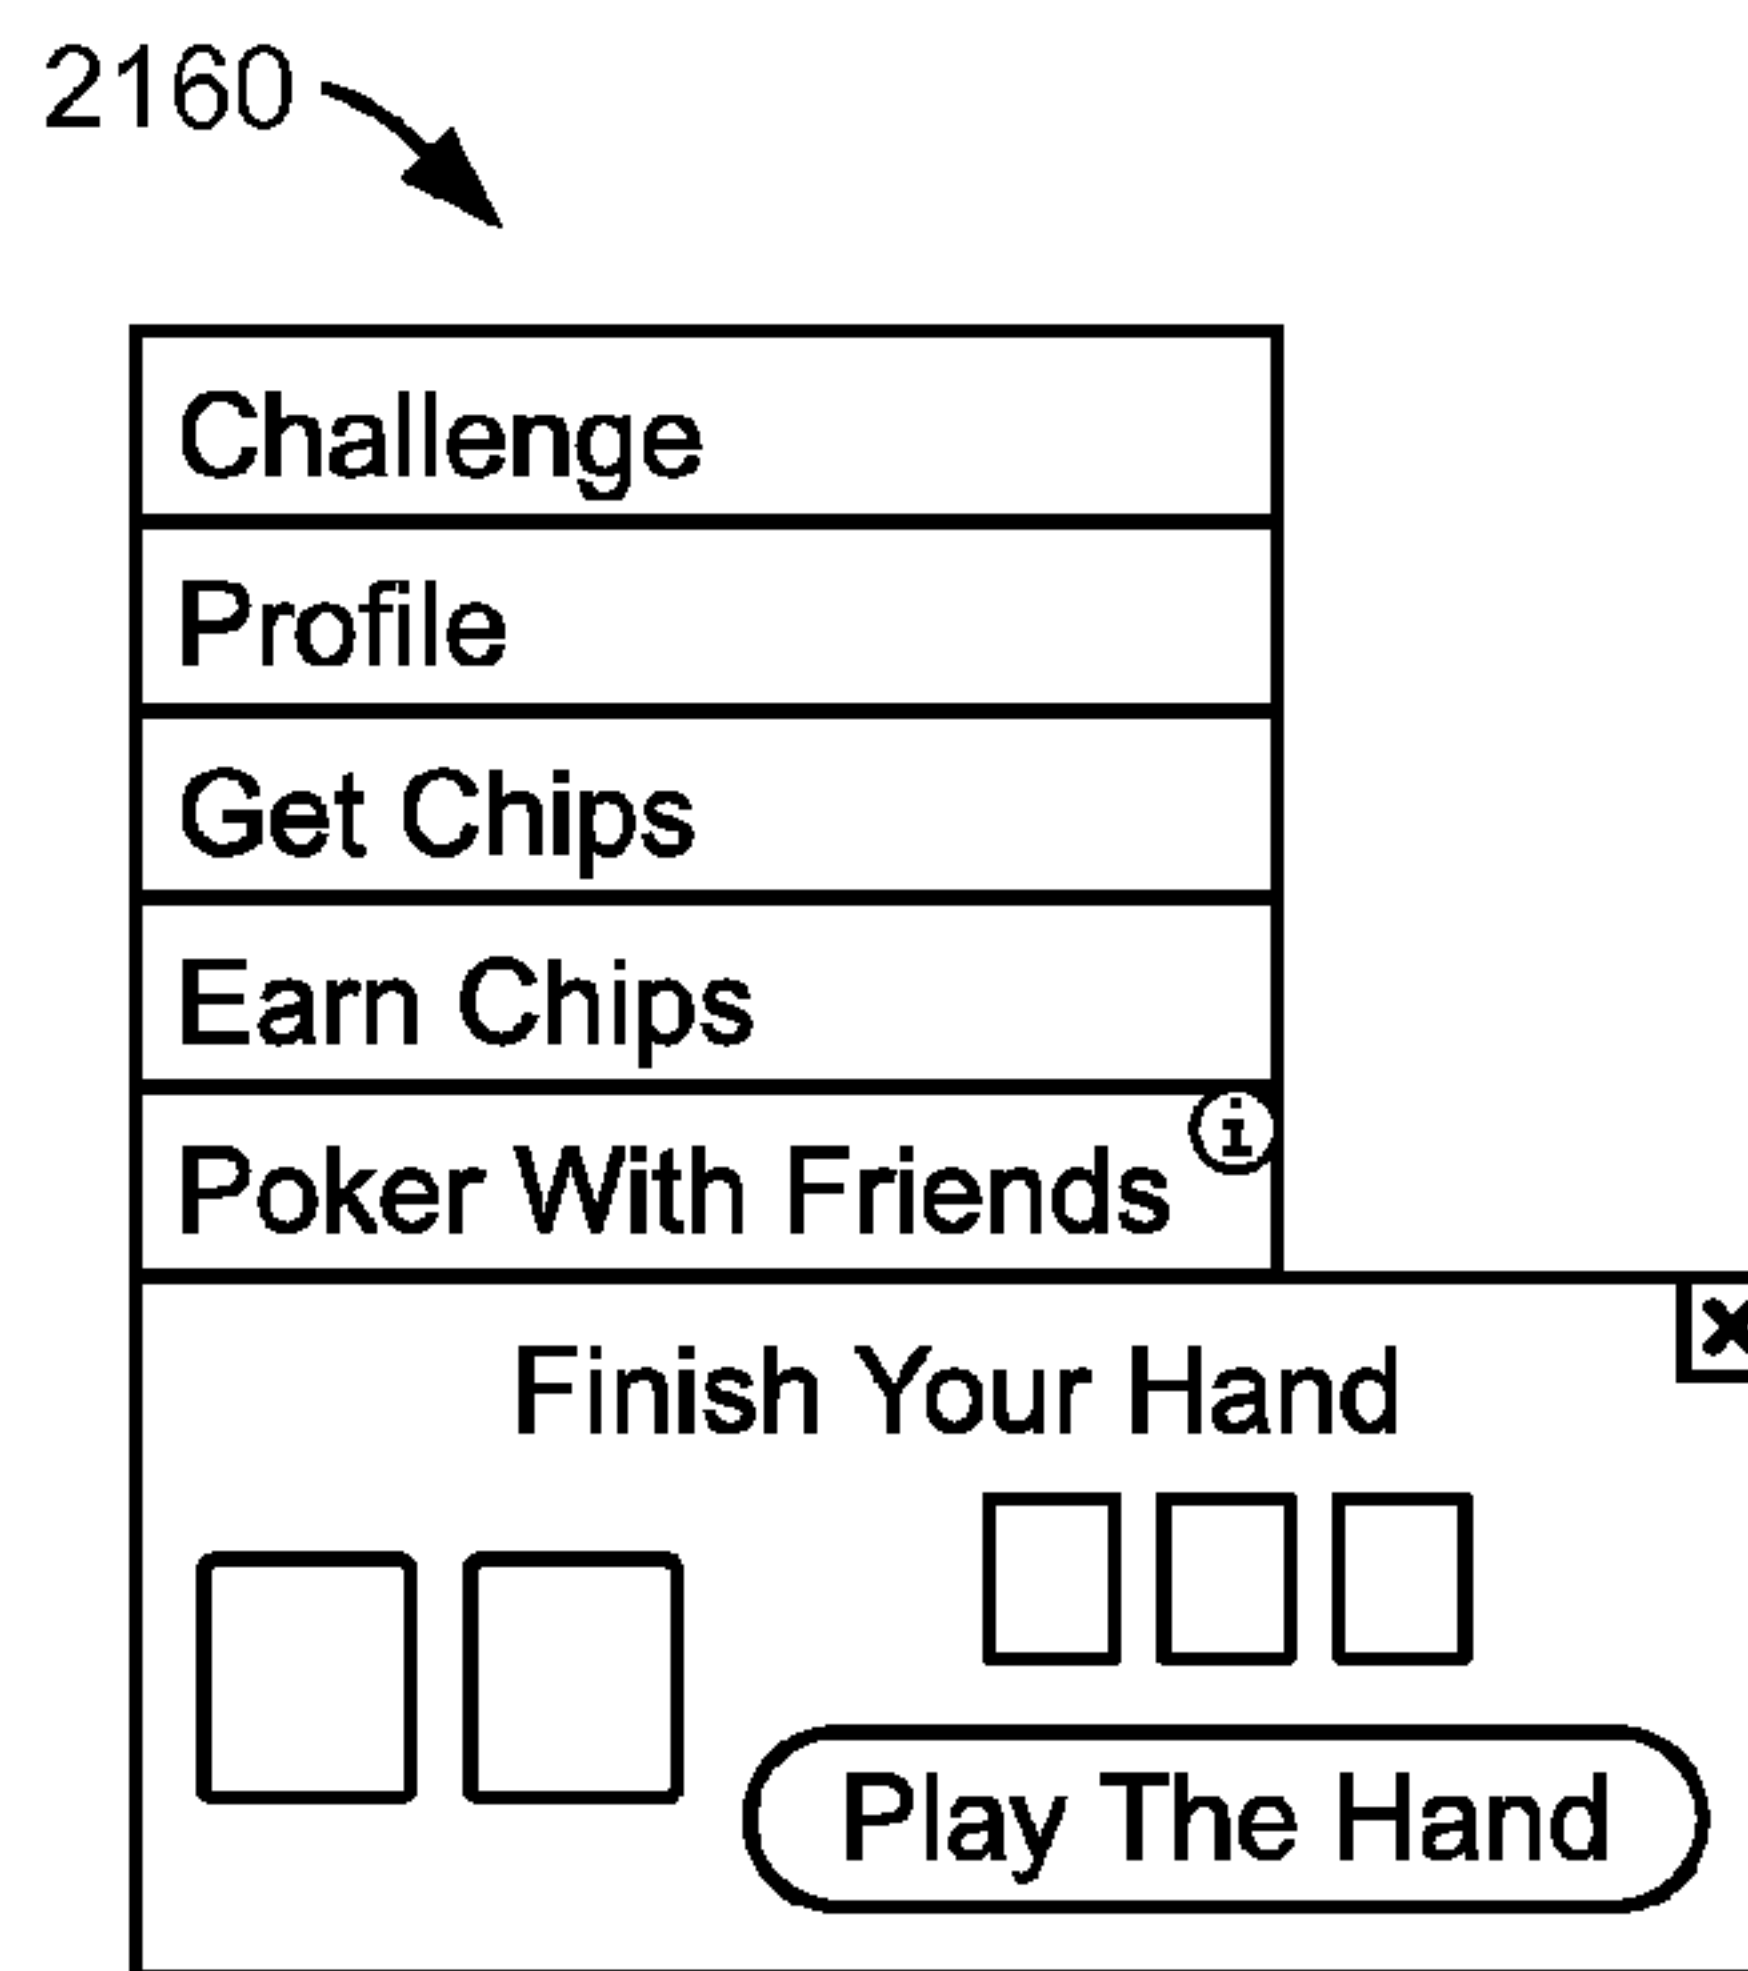 2160
Challenge
Profile
Get Chips
Earn Chips
Poker With Friends i
Finish Your Hand
Play The Hand